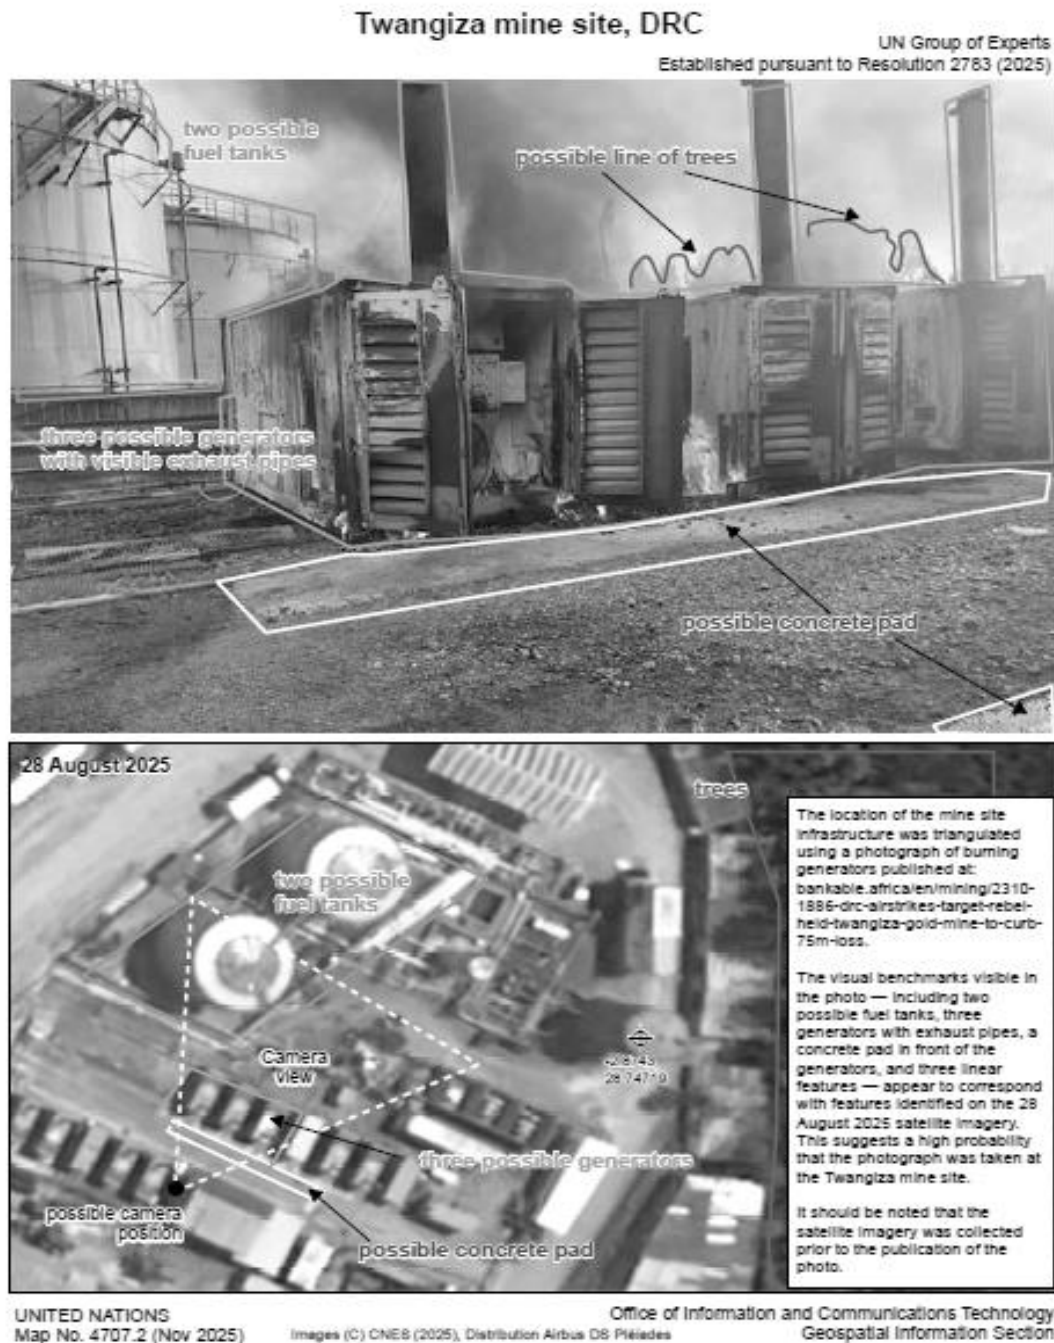 Twangiza mine site, DRC
UN Group of Experts
Established pursuant to Resolution 2783 (2025)
two possible
fuel tanks
possible line of trees
three possible generators
with visible exhaust pipes
possible concrete pad
28 August 2025
trees
two possible
fuel tanks
Camera
view
three possible generators
possible camera
position
possible concrete pad
The location of the mine site
infrastructure was triangulated
using a photograph of burning
generators published at:
bankable.africa/en/mining/2310-
1886-drc-airstrikes-target-rebel-
held-twangiza-gold-mine-to-curb-
75m-loss.
The visual benchmarks visible in
the photo — including two
possible fuel tanks, three
generators with exhaust pipes, a
concrete pad in front of the
generators, and three linear
features — appear to correspond
with features identified on the 28
August 2025 satellite imagery.
This suggests a high probability
that the photograph was taken at
the Twangiza mine site.
It should be noted that the
satellite imagery was collected
prior to the publication of the
photo.
UNITED NATIONS
Map No. 4707.2 (Nov 2025)
Images (C) CNES (2025), Distribution Airbus DS Pléiades
Office of Information and Communications Technology
Geospatial Information Section